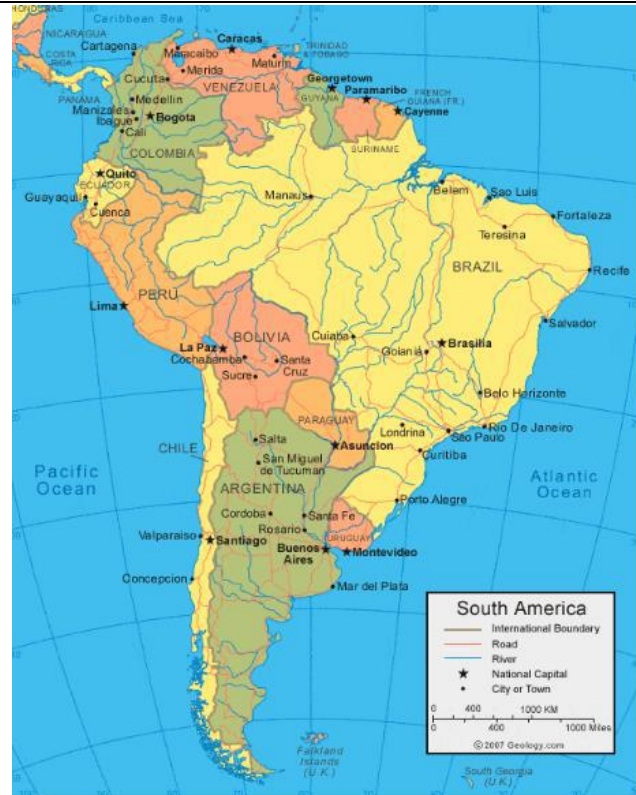 HONDURAS
Caribbean Sea
NICARAGUA
COSTA
RICA
PANAMA
Cartagena
Maracaibo
Caracas
Maturin
TRINIDAD
& TOBAGO
Cucuta
Merida
VENEZUELA
Georgetown
Paramaribo
FRENCH
GUIANA (FR.)
GUYANA
Cayenne
SURINAME
Medellin
Manizales
Ibague
Bogota
Cali
COLOMBIA
Quito
ECUADOR
Guayaquil
Cuenca
Manaus
Belem
Sao Luis
Fortaleza
Teresina
BRAZIL
Recife
PERÚ
Lima
Salvador
BOLIVIA
La Paz
Cochabamba
Santa
Cruz
Sucre
Cuiaba
Goianiá
Brasilia
Belo Horizonte
PARAGUAY
Londrina
Rio De Janeiro
São Paulo
Asuncion
Curitiba
CHILE
Salta
San Miguel
de Tucuman
Pacific
Ocean
Atlantic
Ocean
ARGENTINA
Porto Alegre
Cordoba
Santa Fe
Rosario
URUGUAY
Valparaiso
Santiago
Buenos
Aires
Montevideo
Concepcion
Mar del Plata
South America
International Boundary
Road
River
National Capital
City or Town
0 400 1000 KM
0 400 1000 Miles
© 2007 Geology.com
Falkland
Islands
(U.K.)
South Georgia
(U.K.)